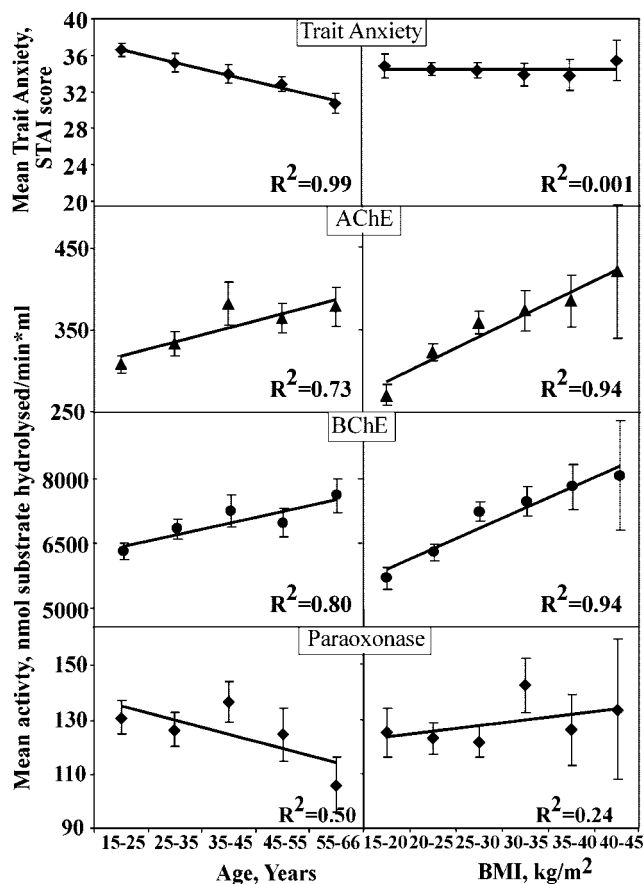 Mean Trait Anxiety,
STAI score
40
36
32
28
24
20
Trait Anxiety
R²=0.99
R²=0.001
Mean activty, nmol substrate hydrolysed/min*ml
AChE
450
350
250
R²=0.73
R²=0.94
BChE
8000
6500
5000
R²=0.80
R²=0.94
Paraoxonase
150
130
110
90
R²=0.50
R²=0.24
15-25 25-35 35-45 45-55 55-66 15-20 20-25 25-30 30-35 35-40 40-45
Age, Years BMI, kg/m²